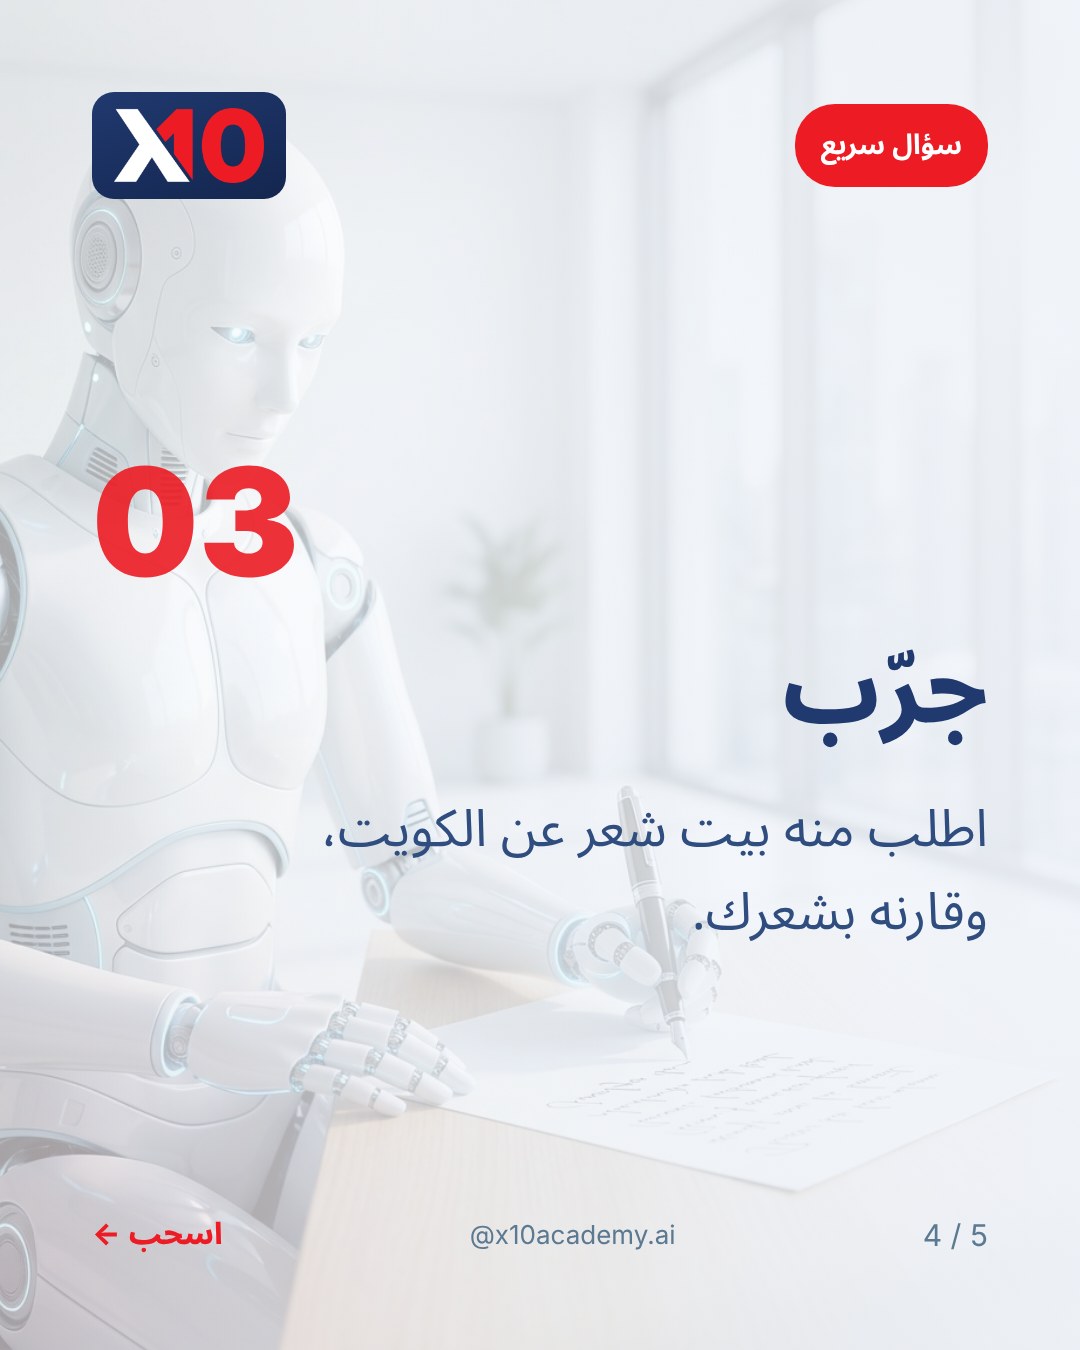 X10
سؤال سريع
03
جرّب
اطلب منه بيت شعر عن الكويت،
وقارنه بشعرك.
اسحب ←
@x10academy.ai
4 / 5